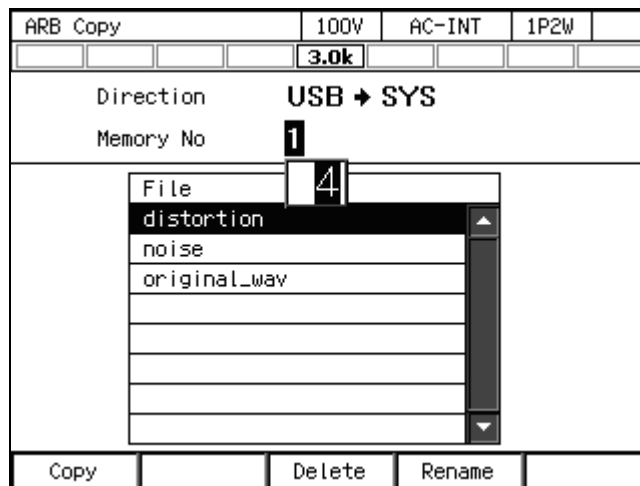 ARB Copy 100V AC-INT 1P2W
3.0k
Direction USB → SYS
Memory No 1
4
File
distortion
noise
original_wav
Copy Delete Rename